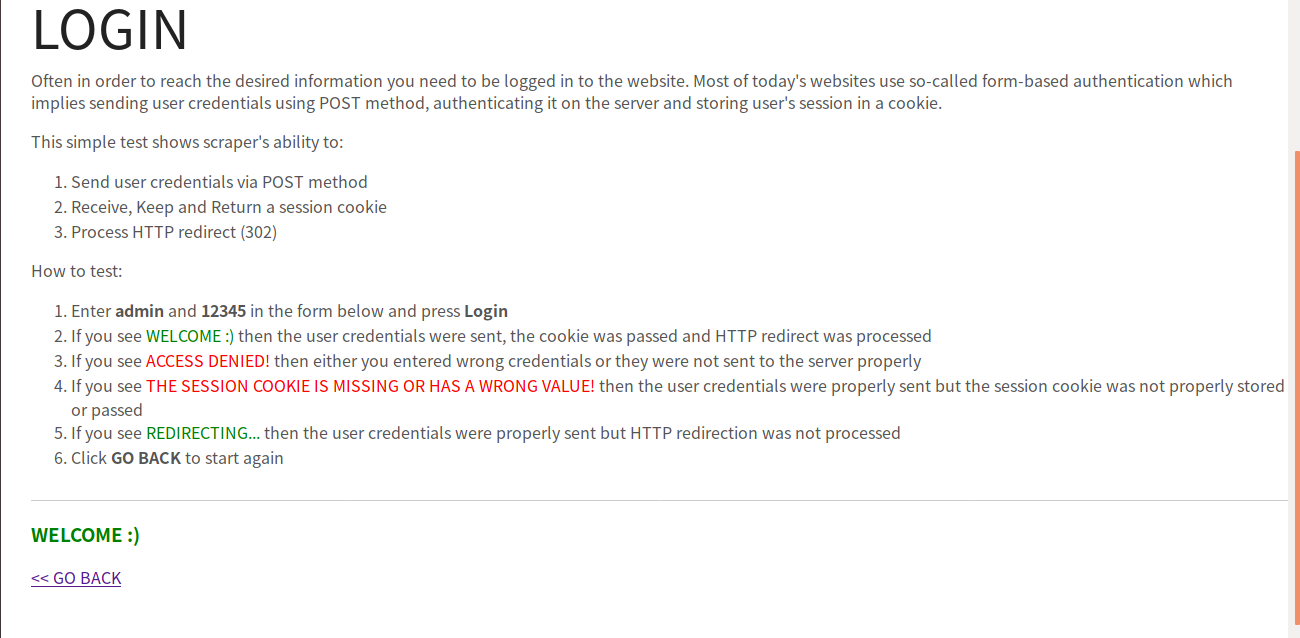 LOGIN
Often in order to reach the desired information you need to be logged in to the website. Most of today's websites use so-called form-based authentication which
implies sending user credentials using POST method, authenticating it on the server and storing user's session in a cookie.
This simple test shows scraper's ability to:
1. Send user credentials via POST method
2. Receive, Keep and Return a session cookie
3. Process HTTP redirect (302)
How to test:
1. Enter admin and 12345 in the form below and press Login
2. If you see WELCOME :) then the user credentials were sent, the cookie was passed and HTTP redirect was processed
3. If you see ACCESS DENIED! then either you entered wrong credentials or they were not sent to the server properly
4. If you see THE SESSION COOKIE IS MISSING OR HAS A WRONG VALUE! then the user credentials were properly sent but the session cookie was not properly stored
or passed
5. If you see REDIRECTING... then the user credentials were properly sent but HTTP redirection was not processed
6. Click GO BACK to start again
WELCOME :)
<< GO BACK